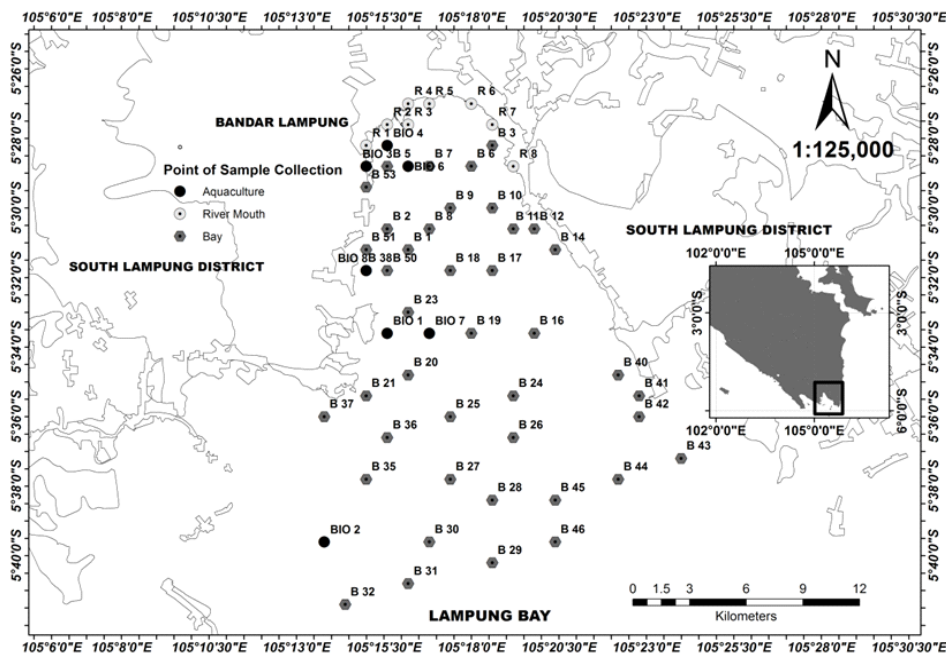 105°6'0"E 105°8'0"E 105°10'30"E 105°13'0"E 105°15'30"E 105°18'0"E 105°20'30"E 105°23'0"E 105°25'30"E 105°28'0"E 105°30'30"E
5°26'0"S
5°28'0"S
5°30'0"S
5°32'0"S
5°34'0"S
5°36'0"S
5°38'0"S
5°40'0"S
N
1:125,000
R 4 R 5 R 6
R 2 R 3 R 7
BANDAR LAMPUNG
R 1 BIO 4 B 3
BIO 3 B 5 BIO 6 B 7 B 6 R 8
Point of Sample Collection
Aquaculture
River Mouth
Bay
B 53
B 9 B 10
B 2 B 8 B 11 B 12
B 51 B 1 B 14
SOUTH LAMPUNG DISTRICT
SOUTH LAMPUNG DISTRICT
BIO 8 B 38 B 50 B 18 B 17
B 23
BIO 1 BIO 7 B 19 B 16
B 20 B 40
B 21 B 24 B 41
B 37 B 25 B 42
B 36 B 26
B 43
B 35 B 27 B 44
B 28 B 45
BIO 2 B 30 B 46
B 29
B 31
B 32
102°0'0"E 105°0'0"E
3°0'0"S
3°0'0"S
6°0'0"S
102°0'0"E 105°0'0"E
0 1.5 3 6 9 12
Kilometers
LAMPUNG BAY
5°26'0"S
5°28'0"S
5°30'0"S
5°32'0"S
5°34'0"S
5°36'0"S
5°38'0"S
5°40'0"S
105°6'0"E 105°8'0"E 105°10'30"E 105°13'0"E 105°15'30"E 105°18'0"E 105°20'30"E 105°23'0"E 105°25'30"E 105°28'0"E 105°30'30"E